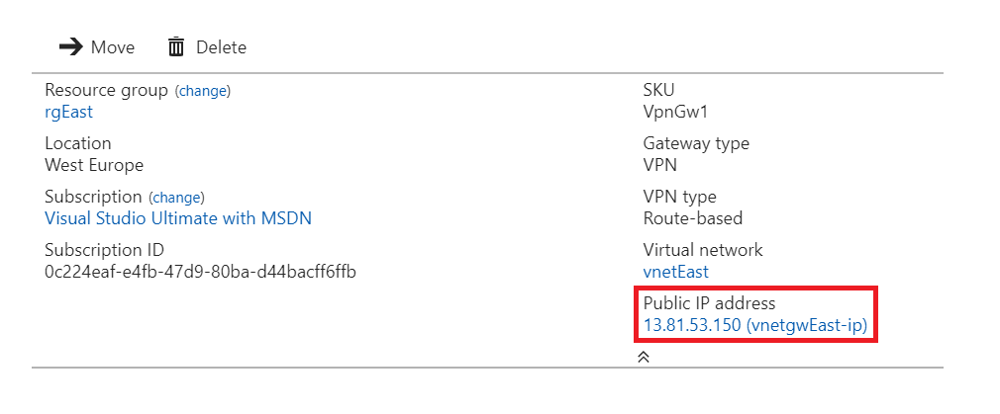 Move Delete
Resource group (change)
rgEast
Location
West Europe
Subscription (change)
Visual Studio Ultimate with MSDN
Subscription ID
0c224eaf-e4fb-47d9-80ba-d44bacff6ffb
SKU
VpnGw1
Gateway type
VPN
VPN type
Route-based
Virtual network
vnetEast
Public IP address
13.81.53.150 (vnetgwEast-ip)